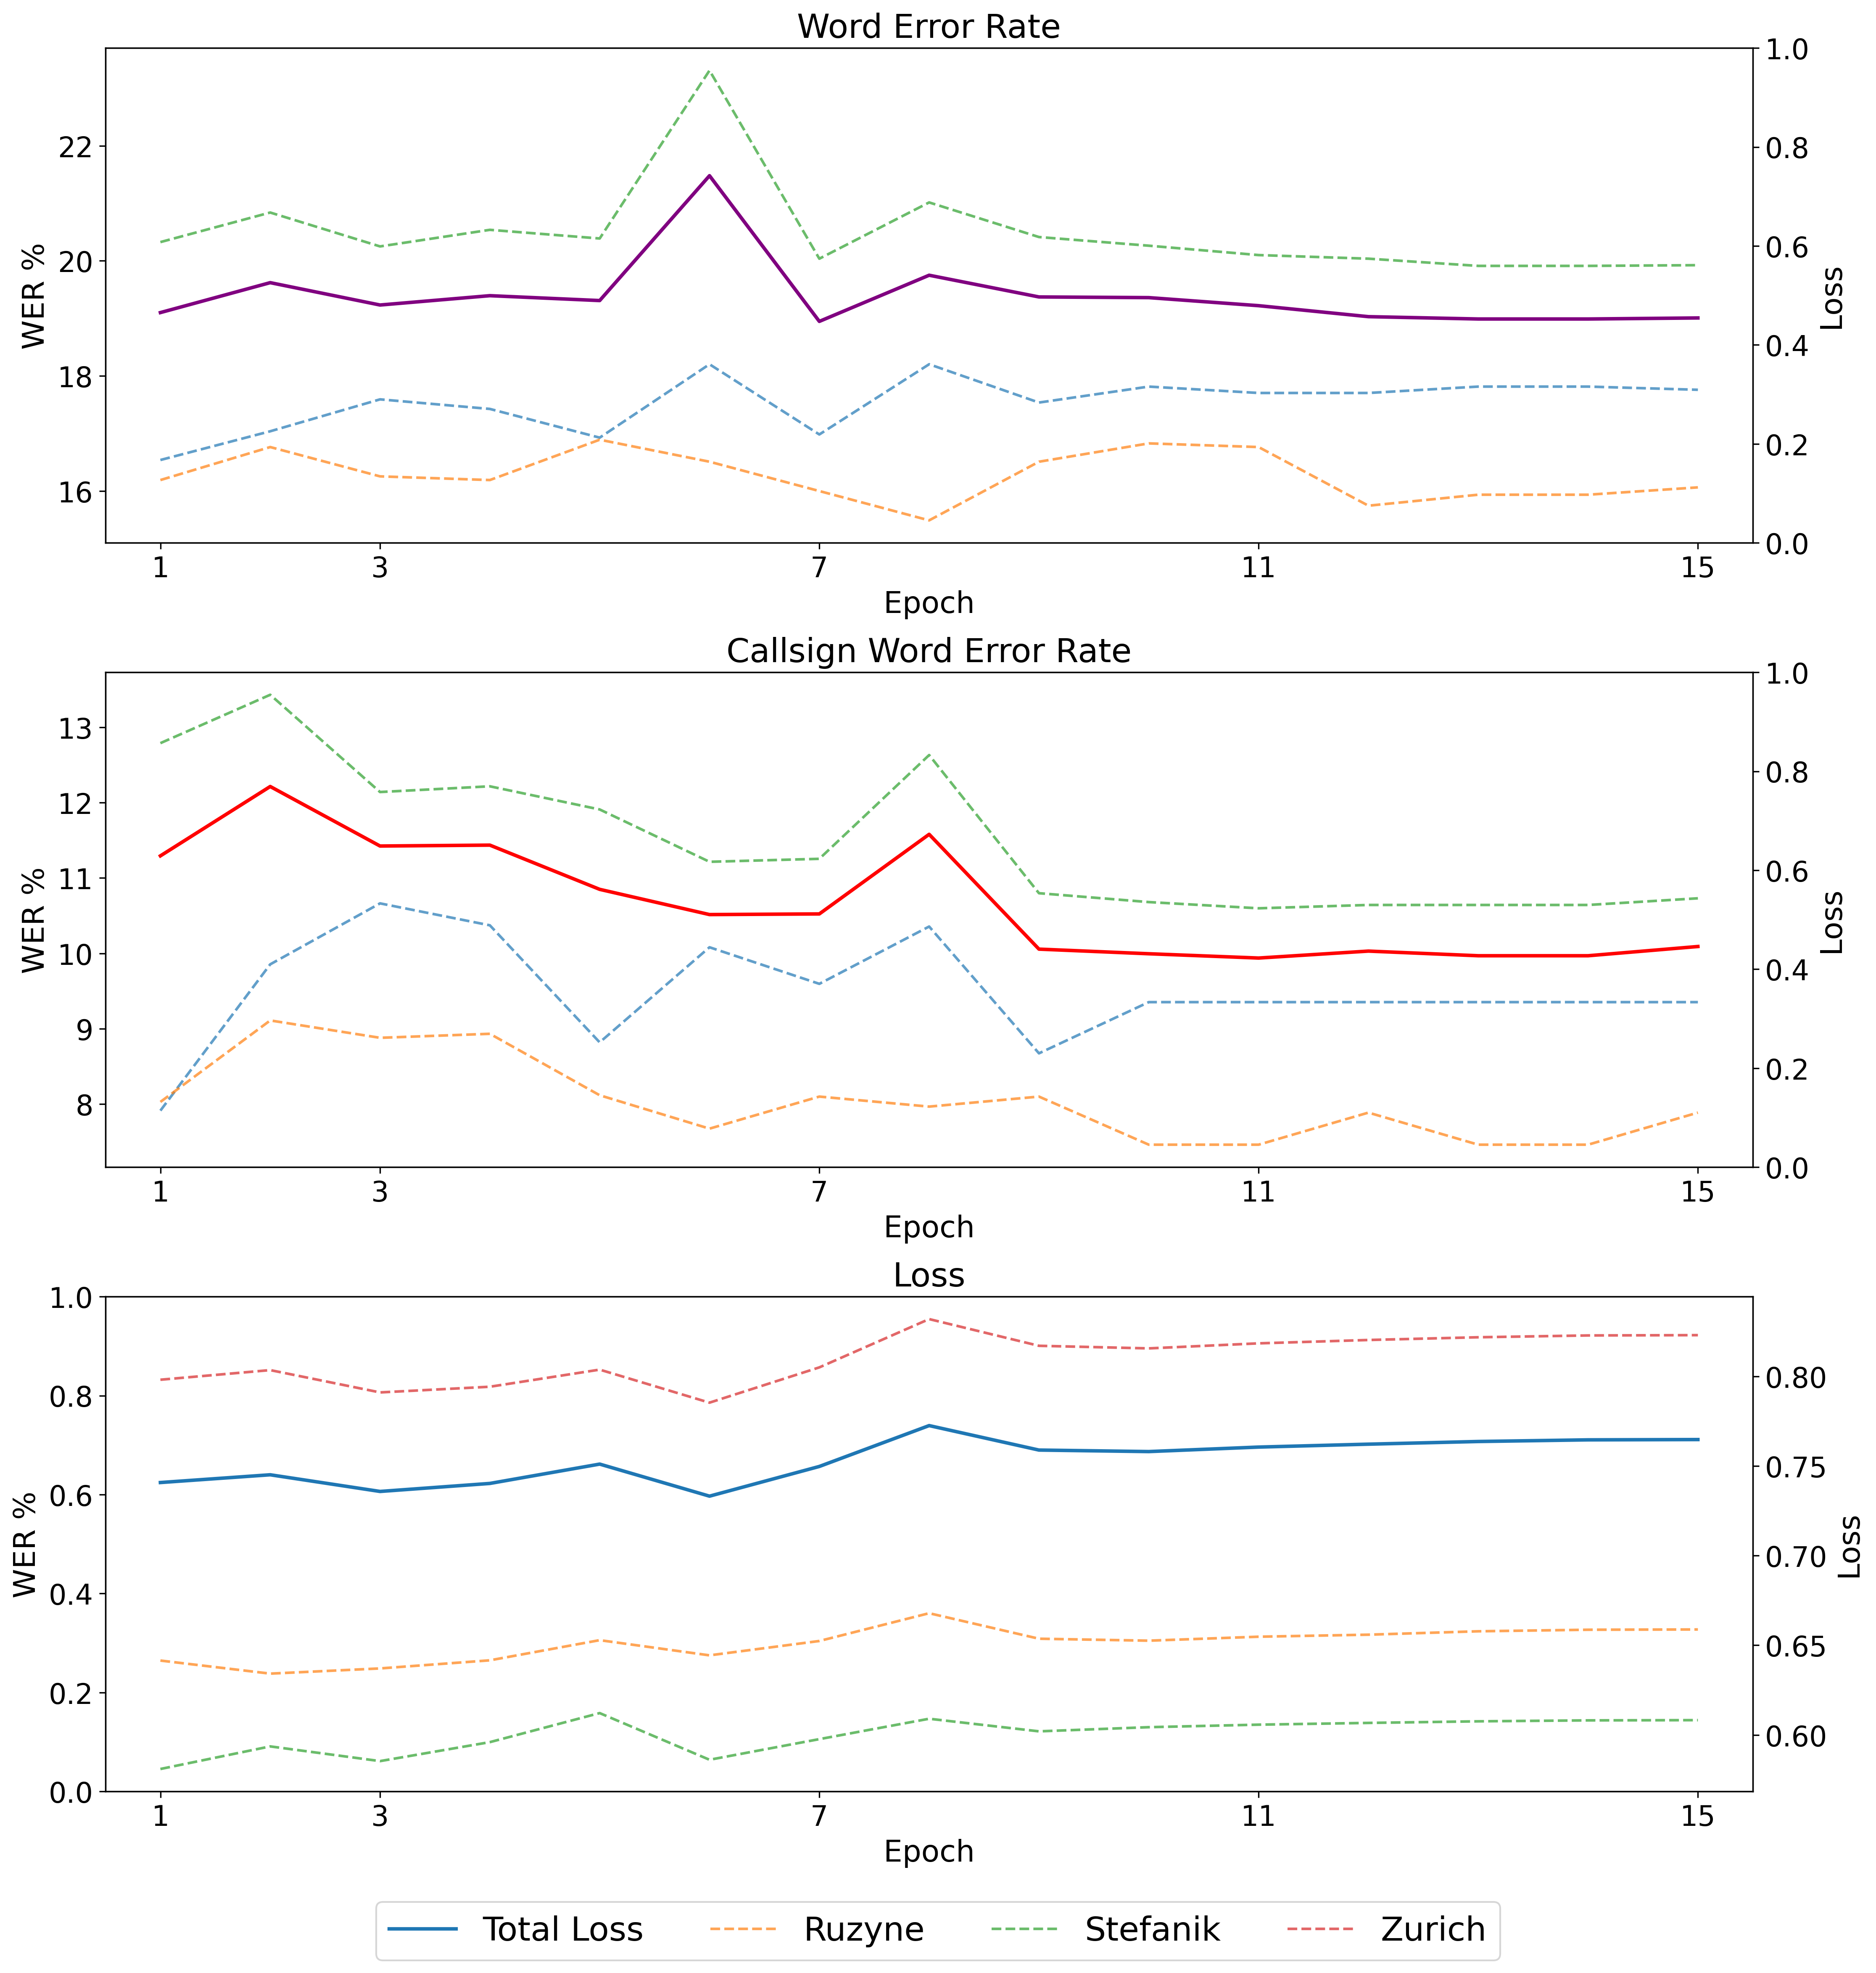 Word Error Rate
22
20
18
16
WER %
1.0
0.8
0.6
0.4
0.2
0.0
Loss
1 3 7 11 15
Epoch
Callsign Word Error Rate
13
12
11
10
9
8
WER %
1.0
0.8
0.6
0.4
0.2
0.0
Loss
1 3 7 11 15
Epoch
Loss
1.0
0.8
0.6
0.4
0.2
0.0
WER %
0.80
0.75
0.70
0.65
0.60
Loss
1 3 7 11 15
Epoch
Total Loss Ruzyne Stefanik Zurich